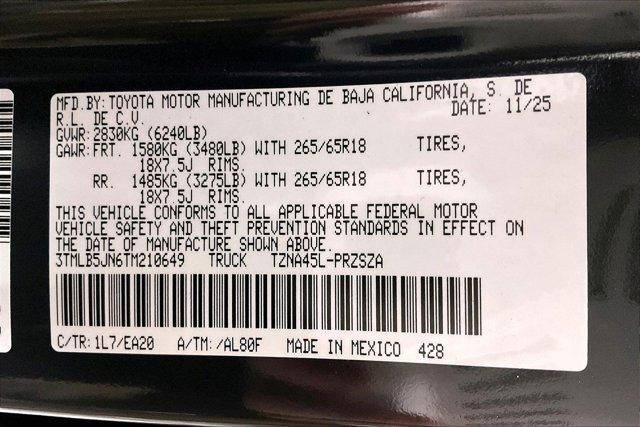 MFD.BY:TOYOTA MOTOR MANUFACTURING DE BAJA CALIFORNIA, S. DE
R.L. DE C.V. DATE: 11/25
GVWR:2830KG (6240LB)
GAWR:FRT. 1580KG (3480LB) WITH 265/65R18 TIRES,
18X7.5J RIMS.
RR. 1485KG (3275LB) WITH 265/65R18 TIRES,
18X7.5J RIMS.
THIS VEHICLE CONFORMS TO ALL APPLICABLE FEDERAL MOTOR
VEHICLE SAFETY AND THEFT PREVENTION STANDARDS IN EFFECT ON
THE DATE OF MANUFACTURE SHOWN ABOVE.
3TMLB5JN6TM210649 TRUCK TZNA45L-PRZSZA
C/TR:1L7/EA20 A/TM:/AL80F MADE IN MEXICO 428